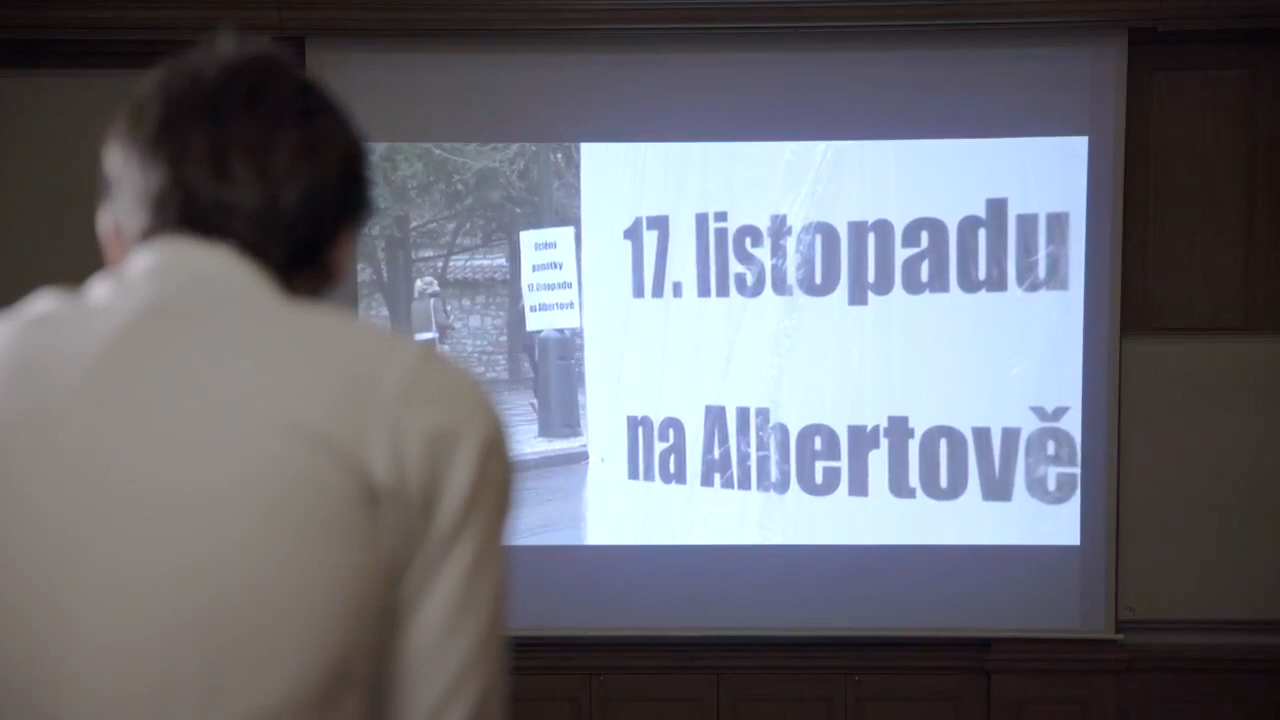 Uctění
památky
17. listopadu
na Albertově
17. listopadu
na Albertově